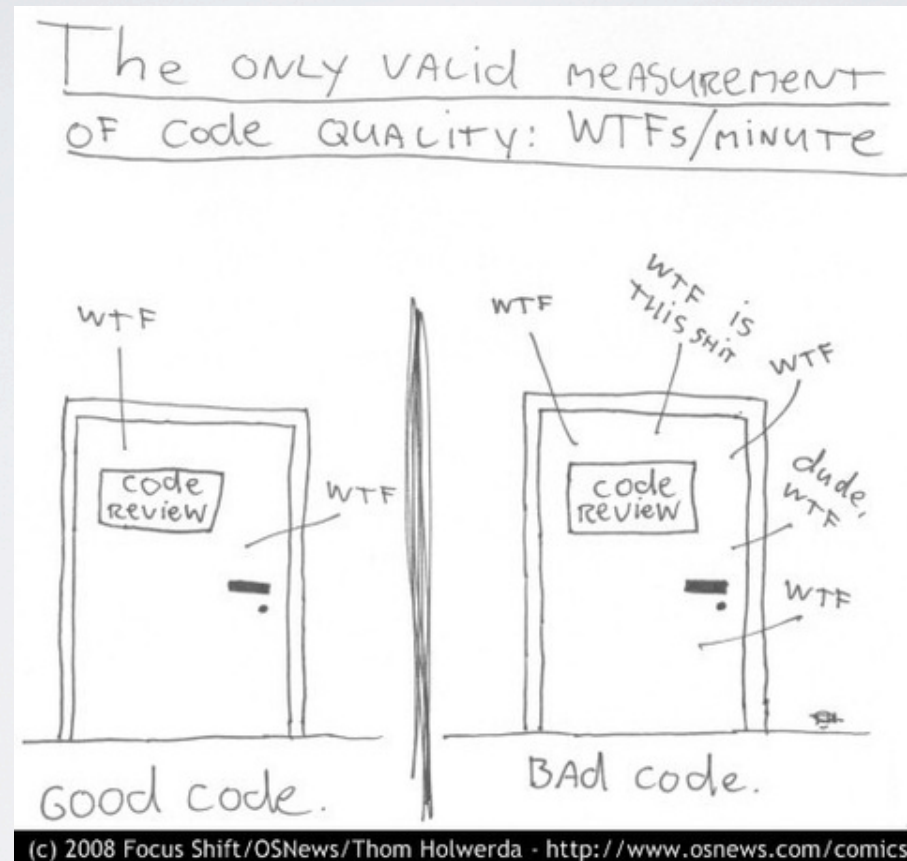 The ONLY VALid MEASUREMENT
OF CODE QUALITY: WTFs/MINUTE
WTF
code
REVIEW
WTF
GOOD CODE.
WTF
WTF is
THIS SHIT
WTF
dude,
WTF
code
REVIEW
WTF
BAd code.
(c) 2008 Focus Shift/OSNews/Thom Holwerda - http://www.osnews.com/comics